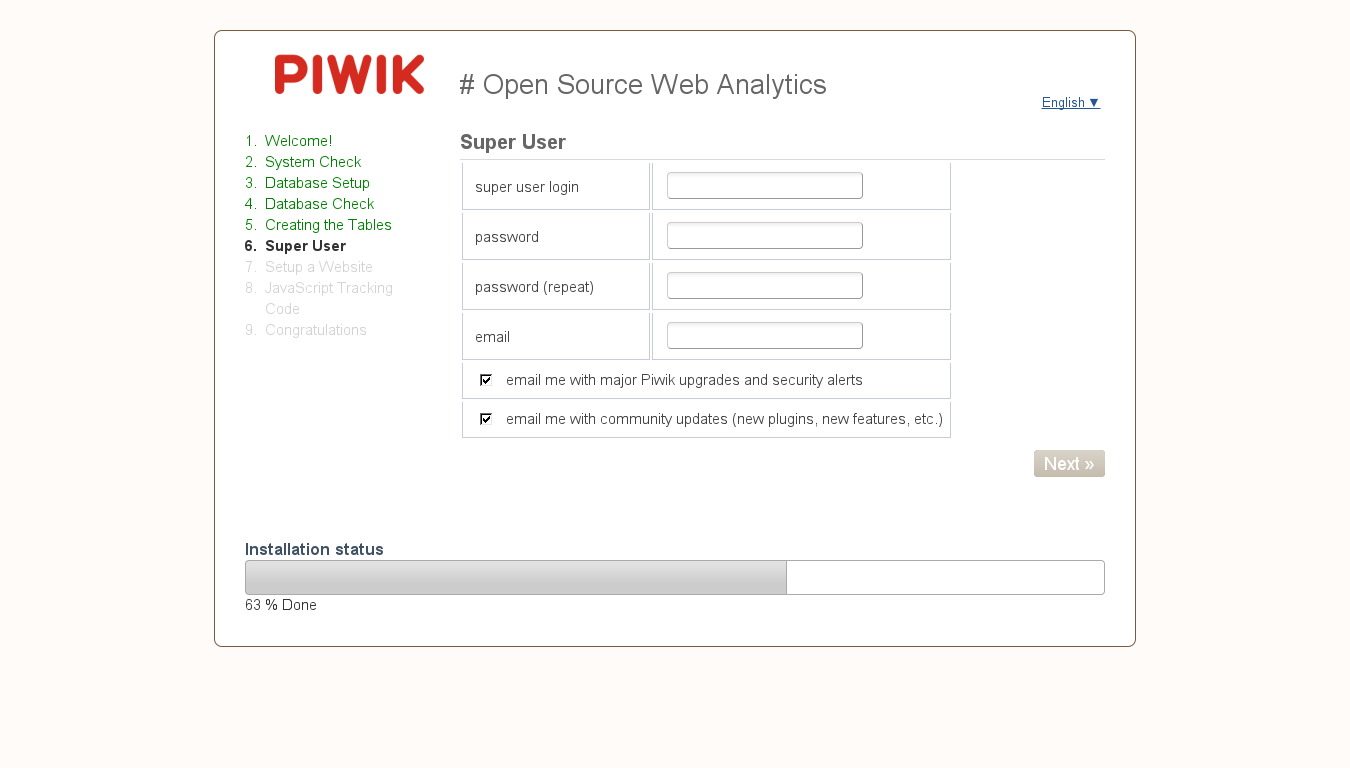 PIWIK
# Open Source Web Analytics
English ▼
1. Welcome!
2. System Check
3. Database Setup
4. Database Check
5. Creating the Tables
6. Super User
7. Setup a Website
8. JavaScript Tracking
Code
9. Congratulations
Super User
super user login
password
password (repeat)
email
email me with major Piwik upgrades and security alerts
email me with community updates (new plugins, new features, etc.)
Next »
Installation status
63 % Done